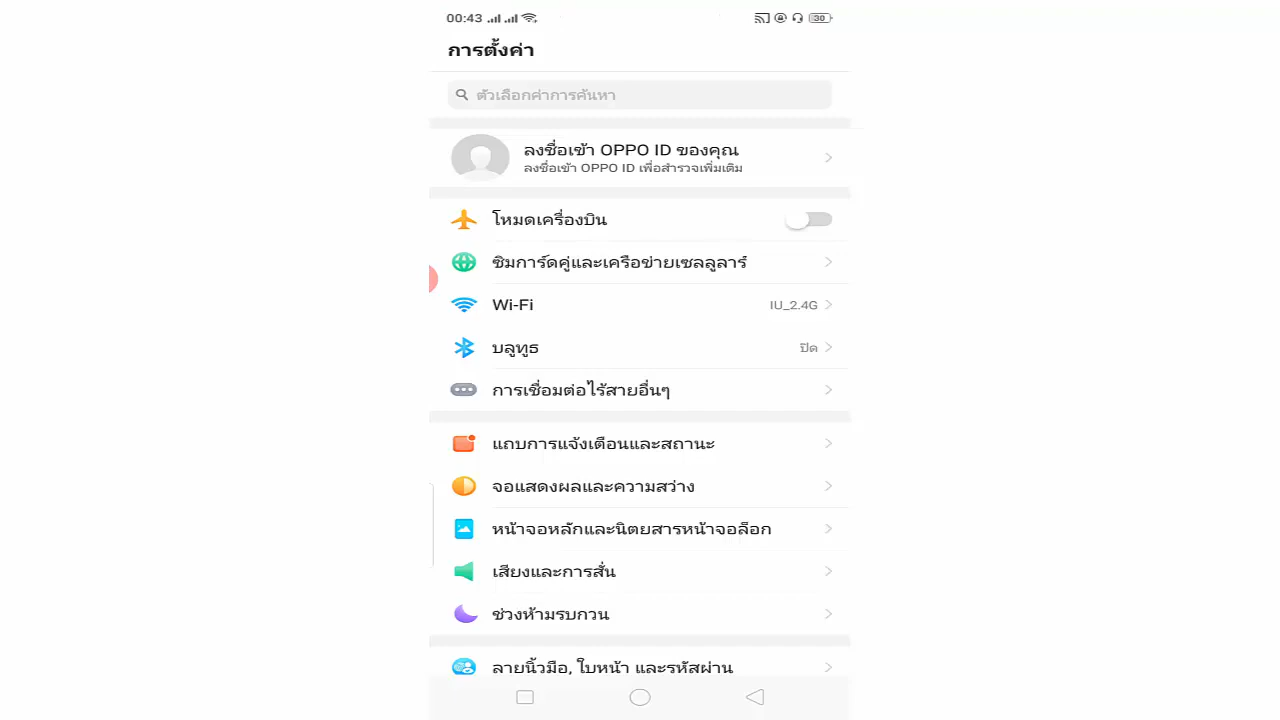 00:43
30
การตั้งค่า
ตัวเลือกค่าการค้นหา
ลงชื่อเข้า OPPO ID ของคุณ
ลงชื่อเข้า OPPO ID เพื่อสำรวจเพิ่มเติม
โหมดเครื่องบิน
ซิมการ์ดคู่และเครือข่ายเซลลูลาร์
Wi-Fi
IU_2.4G
บลูทูธ
ปิด
การเชื่อมต่อไร้สายอื่นๆ
แถบการแจ้งเตือนและสถานะ
จอแสดงผลและความสว่าง
หน้าจอหลักและนิตยสารหน้าจอล็อก
เสียงและการสั่น
ช่วงห้ามรบกวน
ลายนิ้วมือ, ใบหน้า และรหัสผ่าน